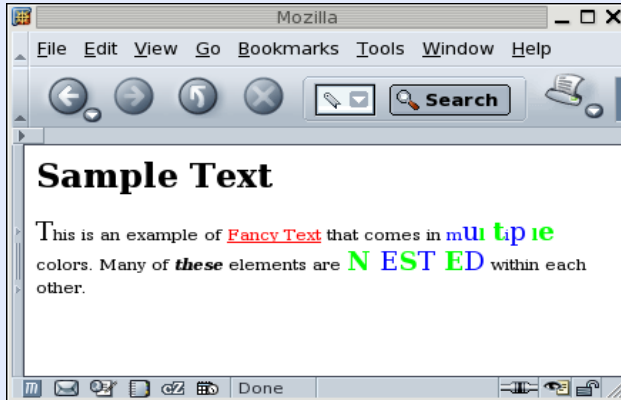 Mozilla
File Edit View Go Bookmarks Tools Window Help
Search
Sample Text
This is an example of Fancy Text that comes in multiple
colors. Many of these elements are NESTED within each
other.
Done